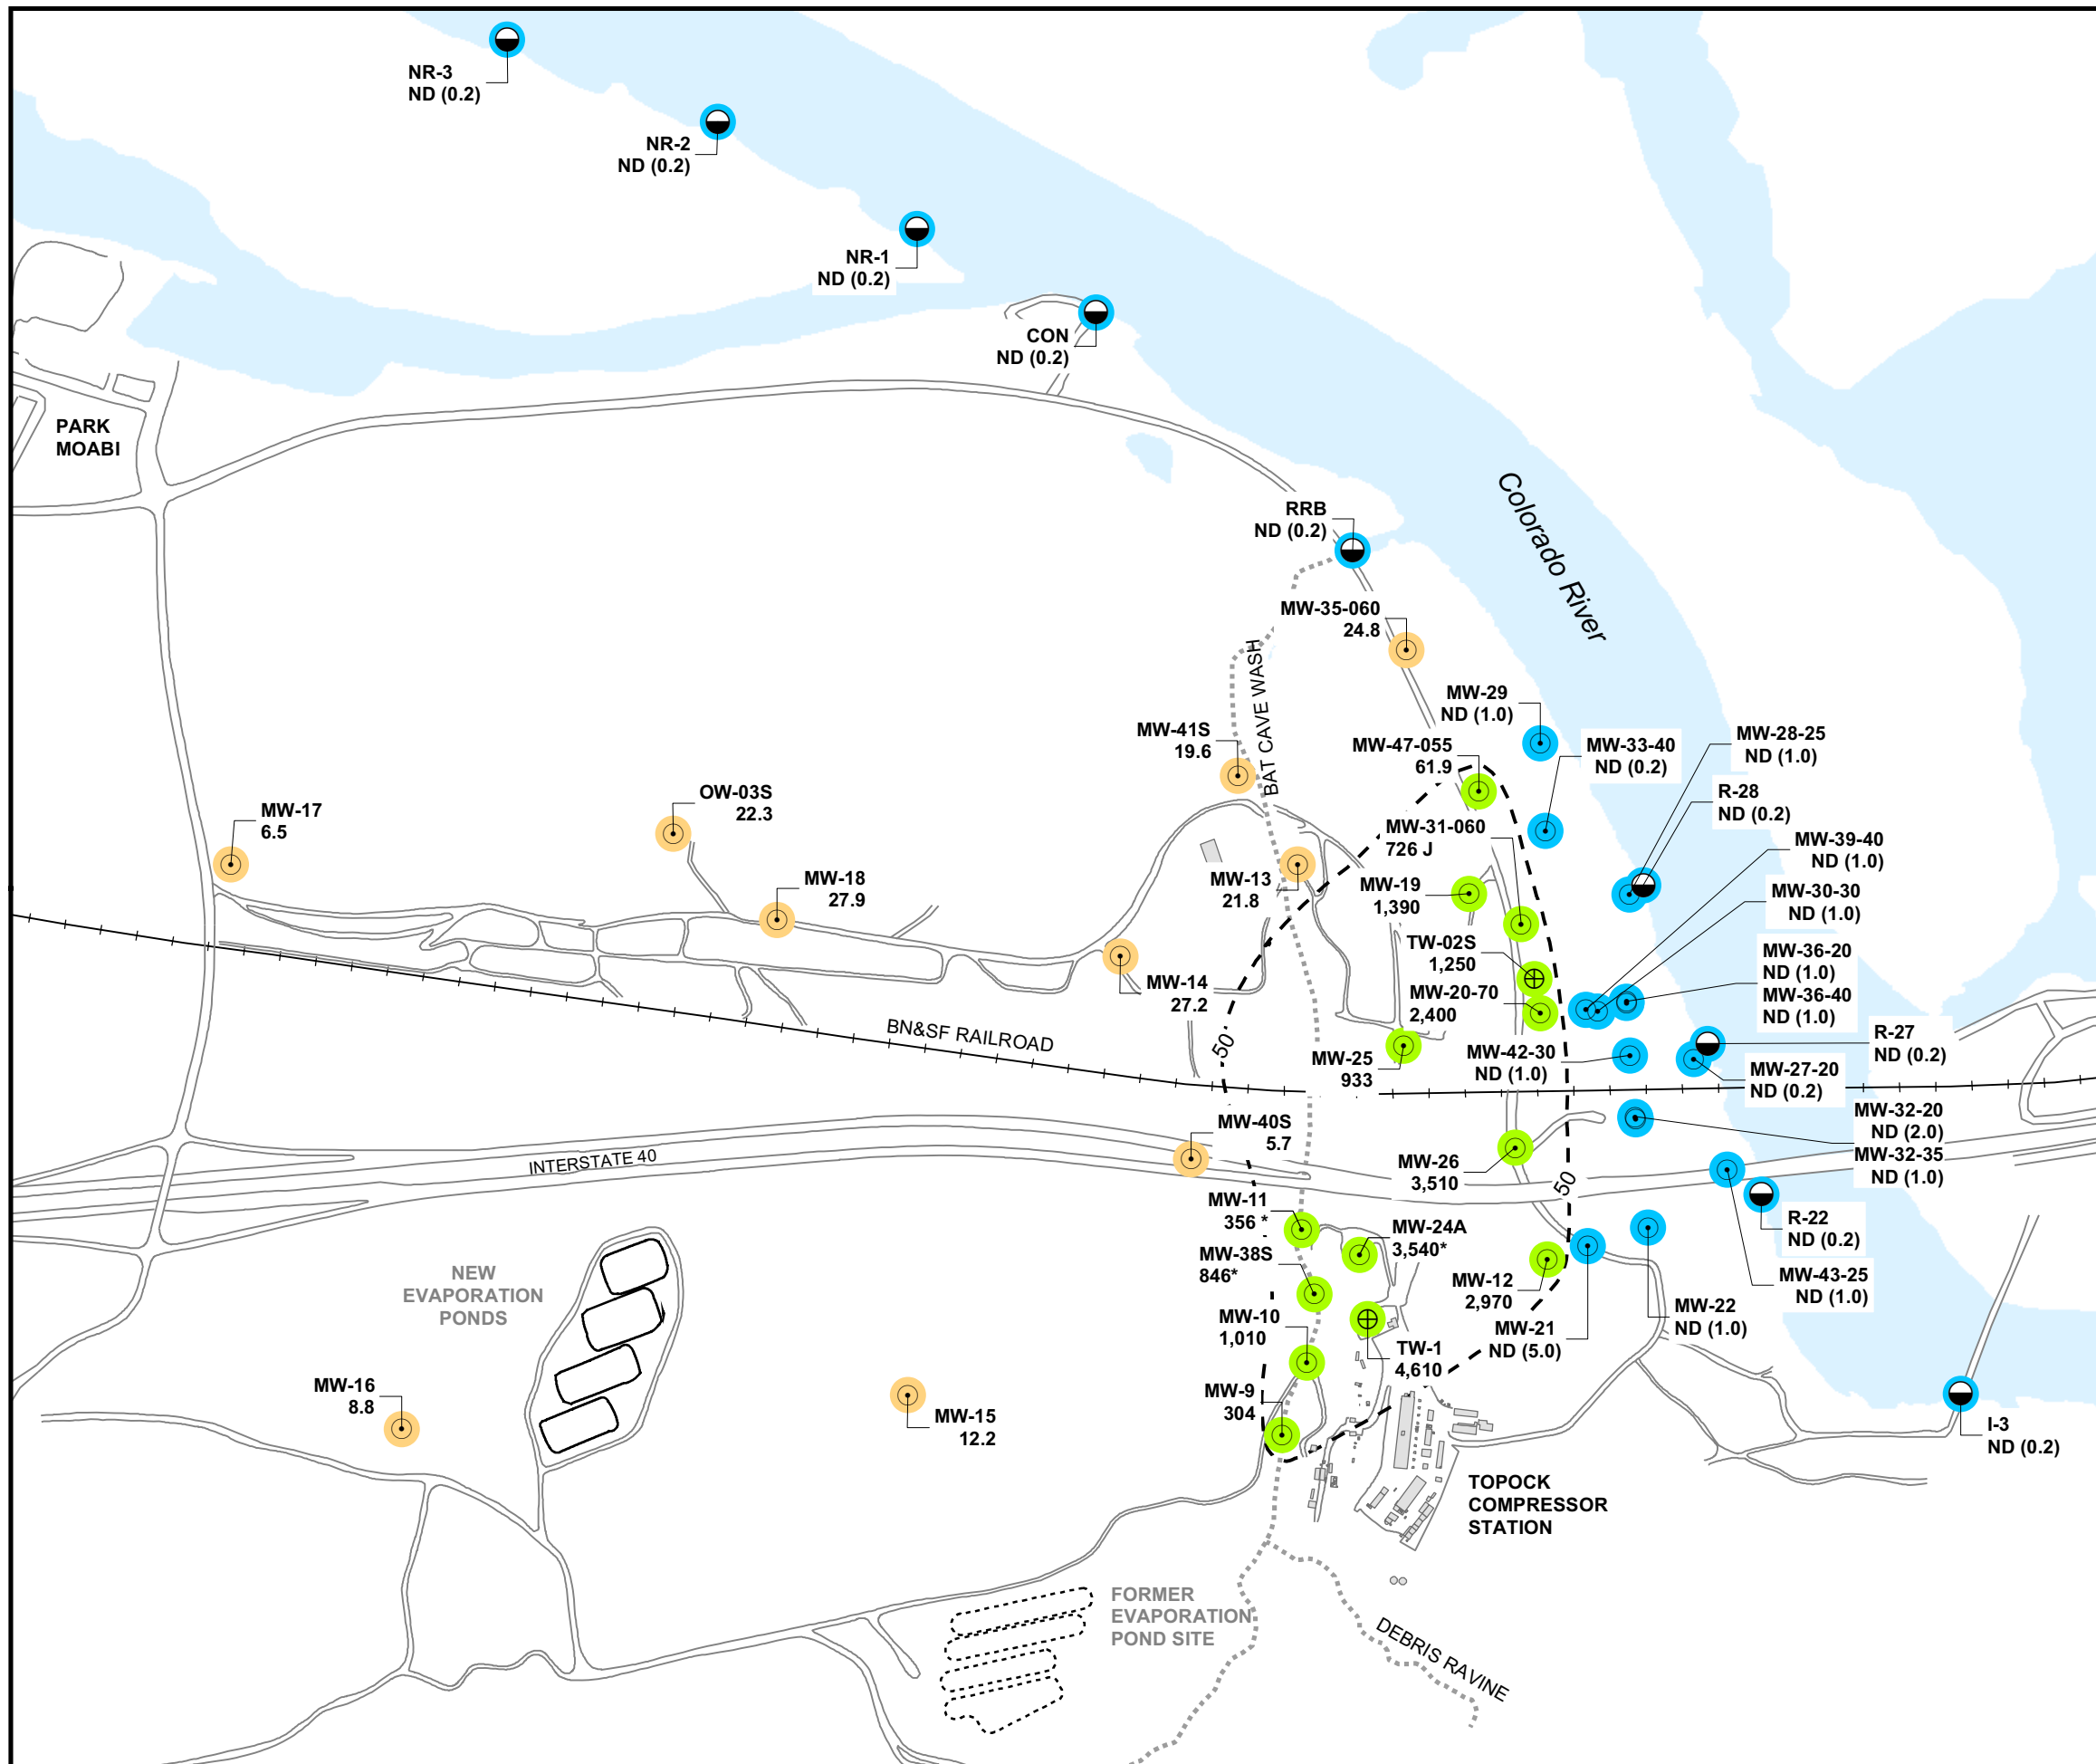 NR-3
ND (0.2)
NR-2
ND (0.2)
NR-1
ND (0.2)
CON
ND (0.2)
PARK
MOABI
RRB
ND (0.2)
Colorado River
MW-35-060
24.8
BAT CAVE WASH
MW-29
ND (1.0)
MW-41S
19.6
MW-47-055
61.9
MW-33-40
ND (0.2)
MW-28-25
ND (1.0)
R-28
ND (0.2)
OW-03S
22.3
MW-17
6.5
MW-31-060
726 J
MW-39-40
ND (1.0)
MW-18
27.9
MW-13
21.8
MW-19
1,390
MW-30-30
ND (1.0)
TW-02S
1,250
MW-36-20
ND (1.0)
MW-36-40
ND (1.0)
MW-14
27.2
MW-20-70
2,400
BN&SF RAILROAD
50
MW-25
933
MW-42-30
ND (1.0)
R-27
ND (0.2)
MW-27-20
ND (0.2)
MW-32-20
ND (2.0)
MW-32-35
ND (1.0)
MW-40S
5.7
INTERSTATE 40
MW-26
3,510
50
MW-11
356 *
MW-24A
3,540*
R-22
ND (0.2)
MW-38S
846*
MW-12
2,970
MW-43-25
ND (1.0)
NEW
EVAPORATION
PONDS
MW-10
1,010
MW-21
ND (5.0)
MW-22
ND (1.0)
TW-1
4,610
MW-16
8.8
MW-9
304
MW-15
12.2
I-3
ND (0.2)
TOPOCK
COMPRESSOR
STATION
FORMER
EVAPORATION
POND SITE
DEBRIS RAVINE